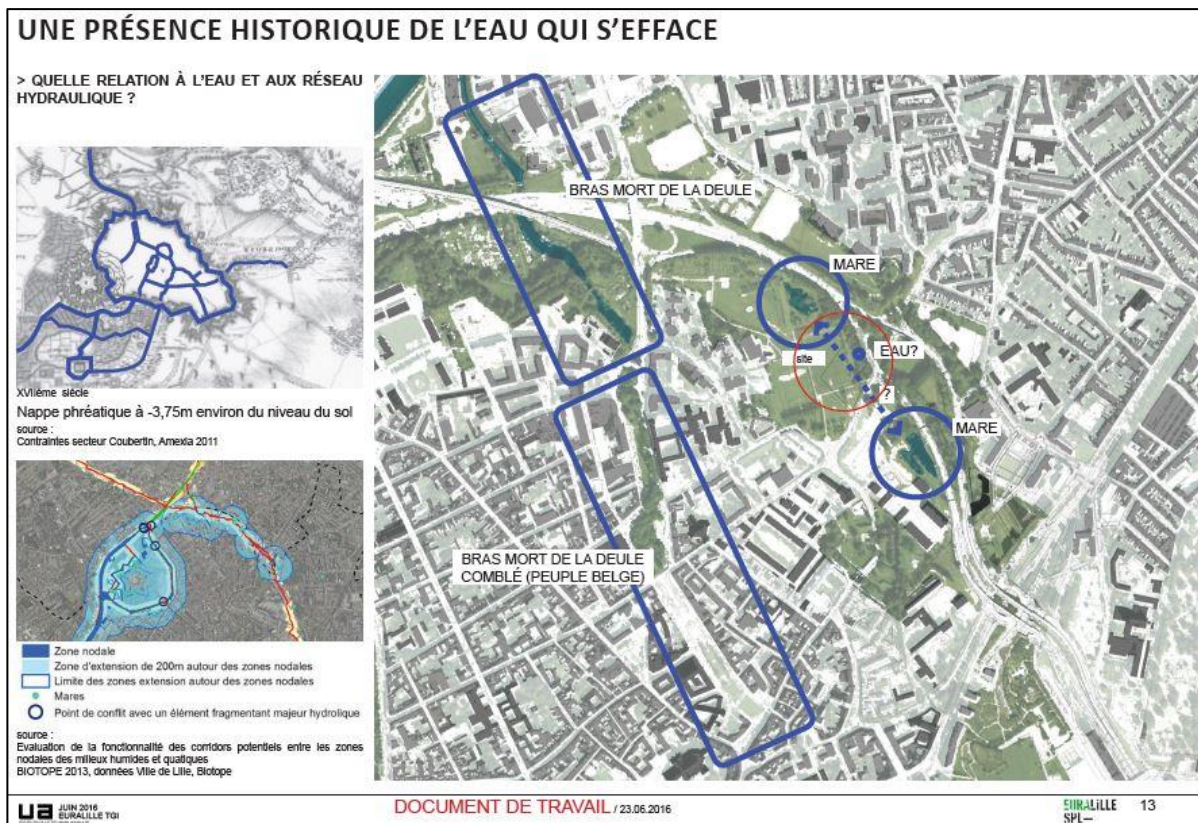 UNE PRÉSENCE HISTORIQUE DE L'EAU QUI S'EFFACE
> QUELLE RELATION À L'EAU ET AUX RÉSEAU
HYDRAULIQUE ?
XVIIéme siècle
Nappe phréatique à -3,75m environ du niveau du sol
source :
Contraintes secteur Coubertin, Amexia 2011
Zone nodale
Zone d'extension de 200m autour des zones nodales
Limite des zones extension autour des zones nodales
Mares
Point de conflit avec un élément fragmentant majeur hydrolique
source :
Evaluation de la fonctionnalité des corridors potentiels entre les zones
nodales des milieux humides et quatiques
BIOTOPE 2013, données Ville de Lille, Biotope
BRAS MORT DE LA DEULE
MARE
site
EAU?
?
MARE
BRAS MORT DE LA DEULE
COMBLÉ (PEUPLE BELGE)
ua JUIN 2016
EURALILLE TGI
DOCUMENT DE TRAVAIL / 23.06.2016
EURALILLE
SPL—
13